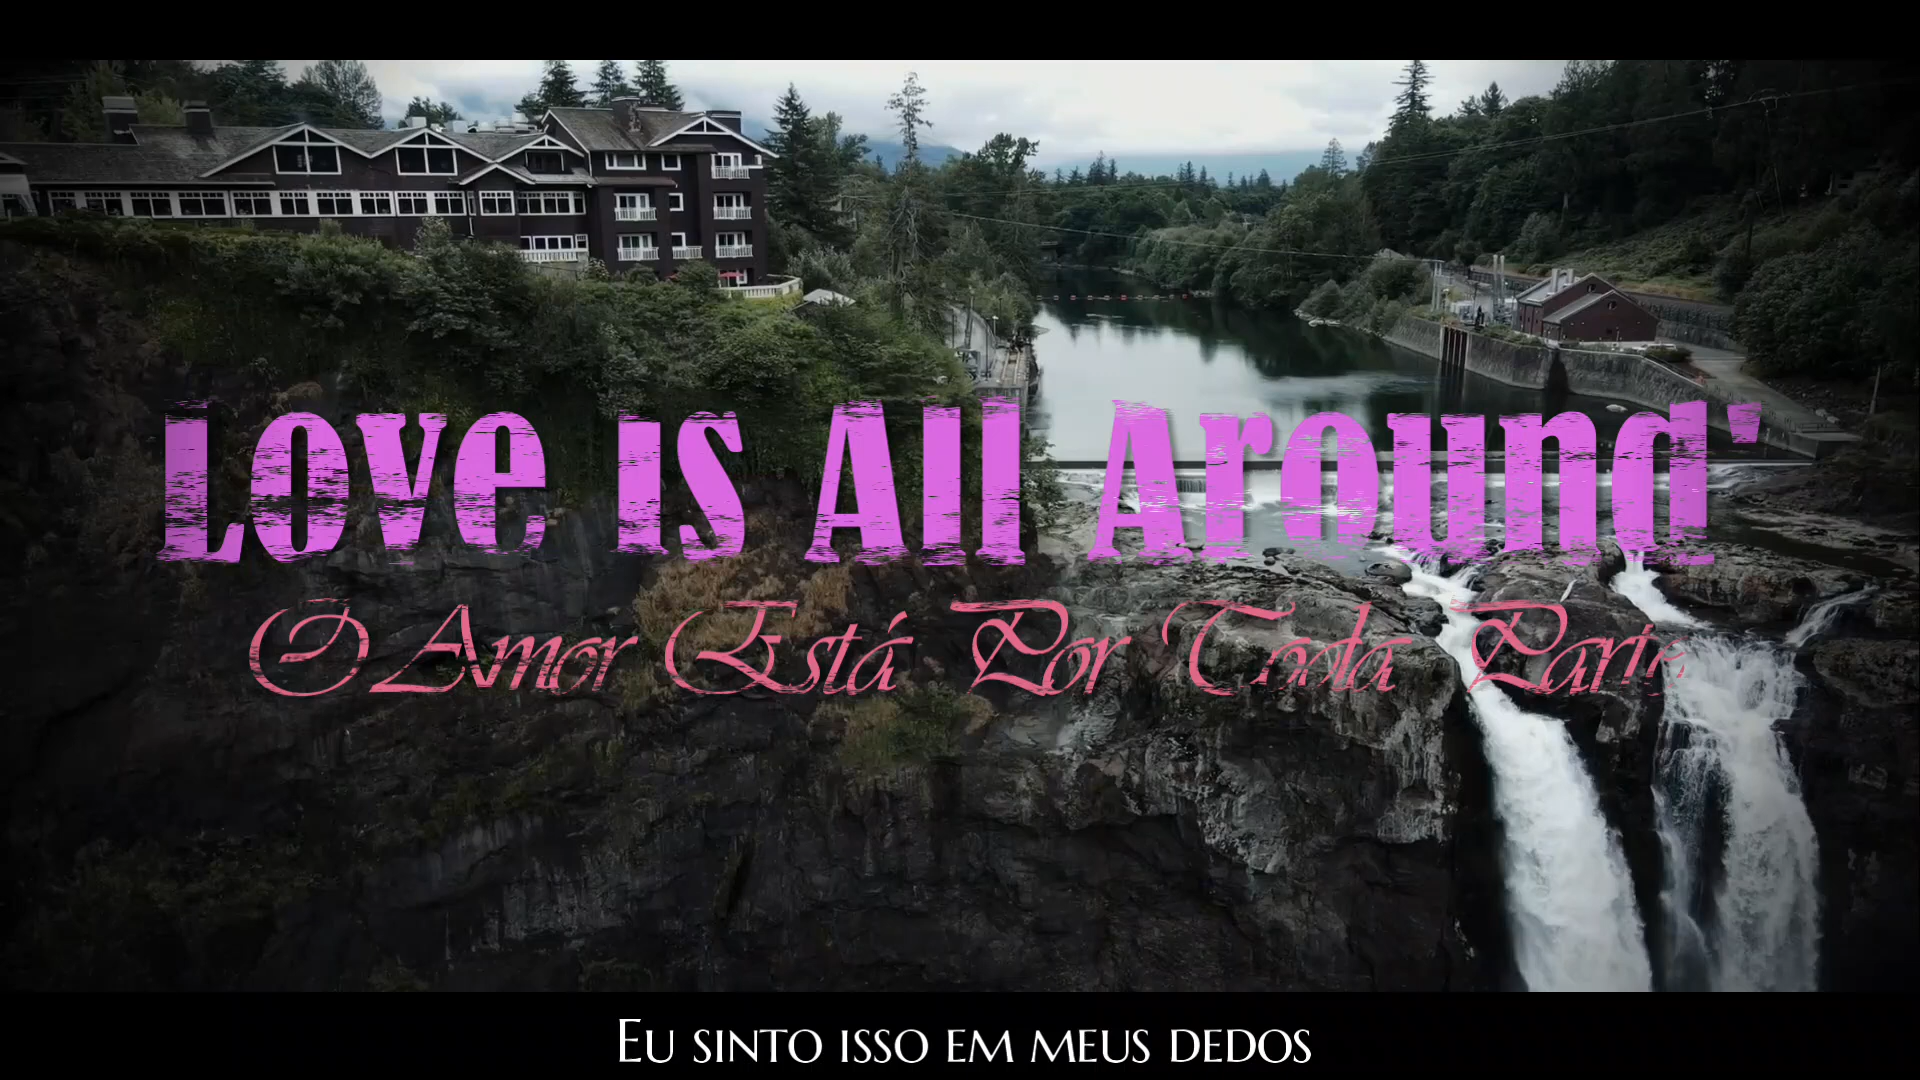 Love is All Around'
O Amor Está Por Toda Parte
Eu sinto isso em meus dedos